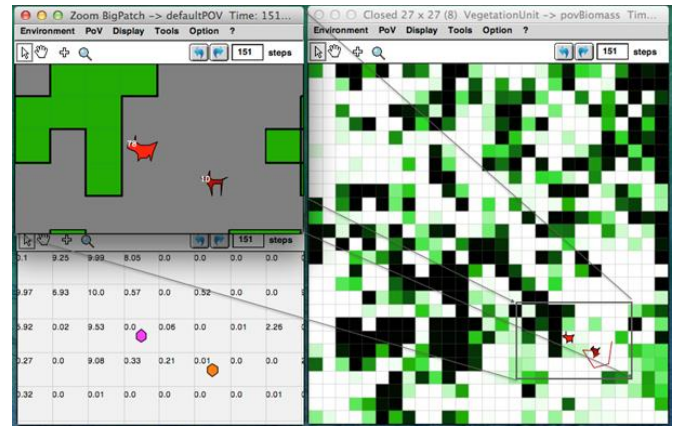 Zoom BigPatch -> defaultPOV Time: 151...
Environment PoV Display Tools Option ?
151 steps
10
151 steps
0.1 9.25 9.99 8.05 0.0 0.0 0.0 0.0
9.97 6.93 10.0 0.57 0.0 0.52 0.0 0.0
5.92 0.02 9.53 0.0 0.06 0.0 0.01 2.26
0.27 0.0 9.08 0.33 0.21 0.01 0.0 0.0
0.32 0.0 0.01 0.0 0.0 0.0 0.0 0.01
Closed 27 x 27 (8) VegetationUnit -> povBiomass Tim...
Environment PoV Display Tools Option ?
151 steps